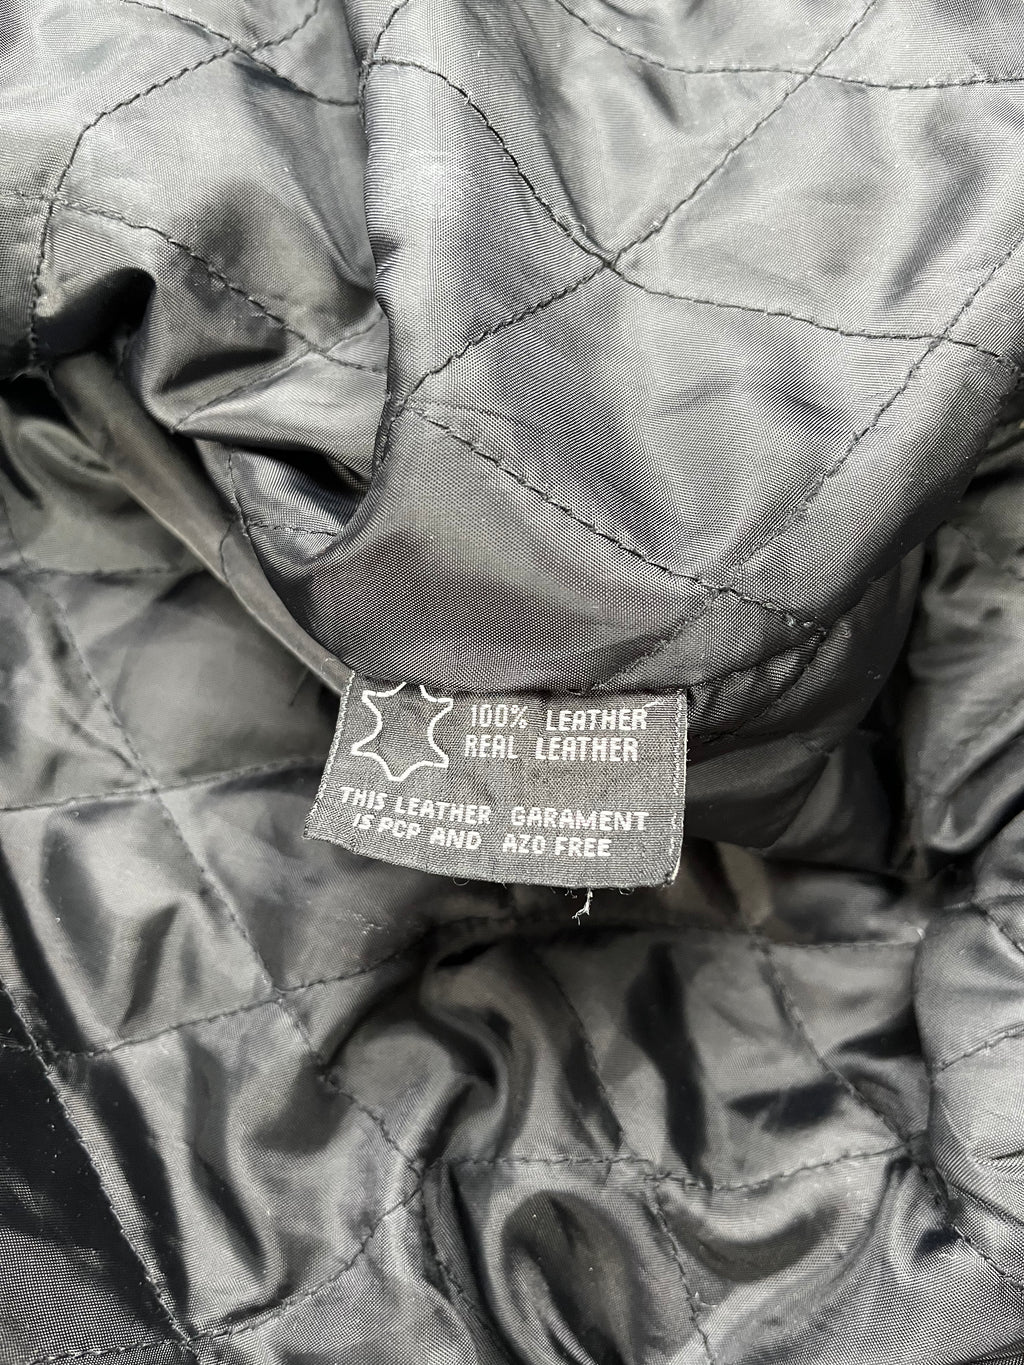 100% LEATHER
REAL LEATHER
THIS LEATHER GARAMENT
IS PCP AND AZO FREE